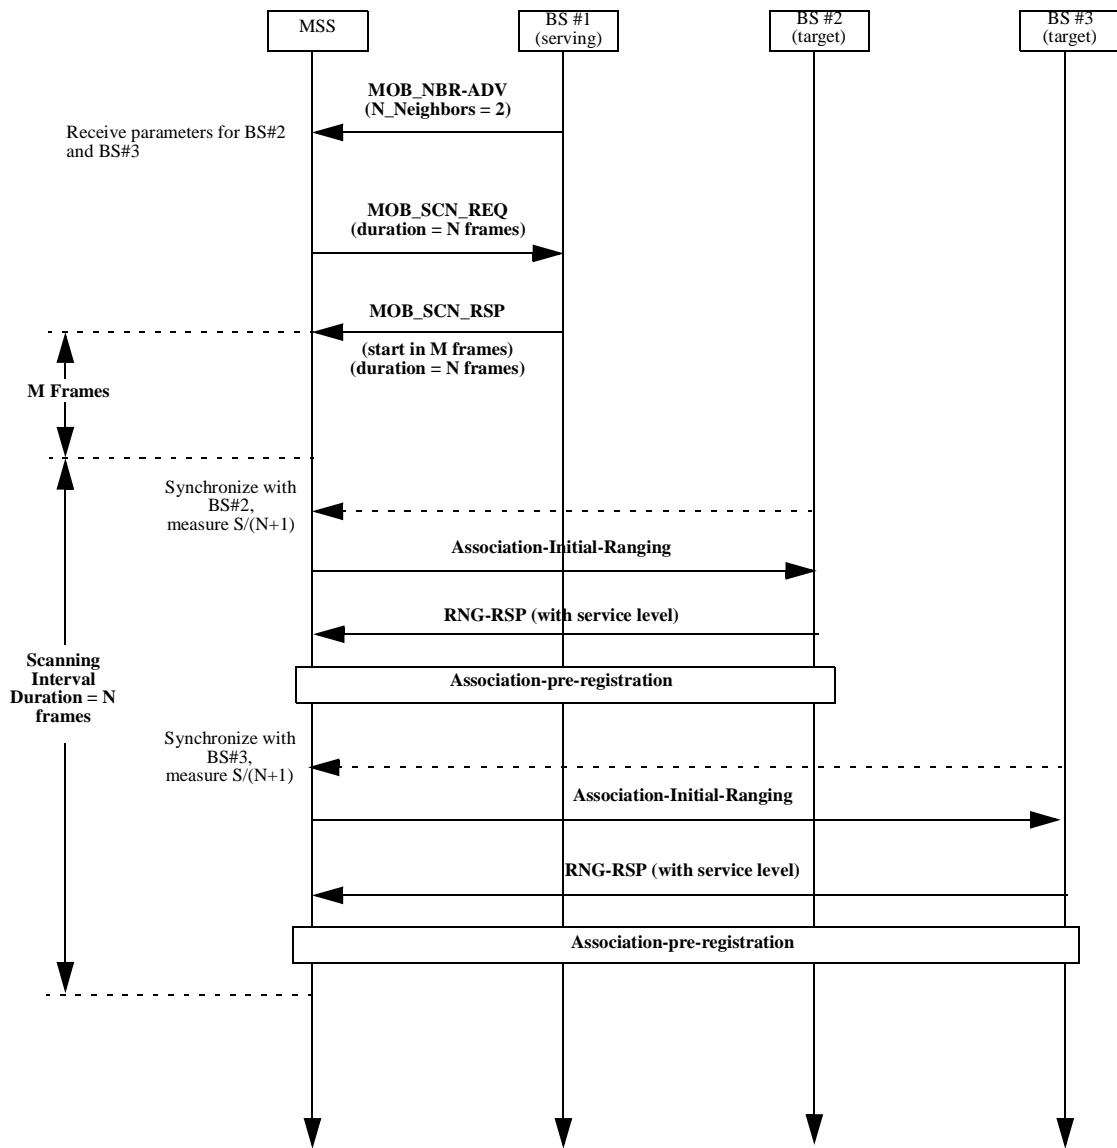 MSS
BS #1
(serving)
BS #2
(target)
BS #3
(target)
MOB_NBR-ADV
(N_Neighbors = 2)
Receive parameters for BS#2
and BS#3
MOB_SCN_REQ
(duration = N frames)
MOB_SCN_RSP
(start in M frames)
(duration = N frames)
M Frames
Synchronize with
BS#2,
measure S/(N+1)
Association-Initial-Ranging
RNG-RSP (with service level)
Scanning
Interval
Duration = N
frames
Association-pre-registration
Synchronize with
BS#3,
measure S/(N+1)
Association-Initial-Ranging
RNG-RSP (with service level)
Association-pre-registration